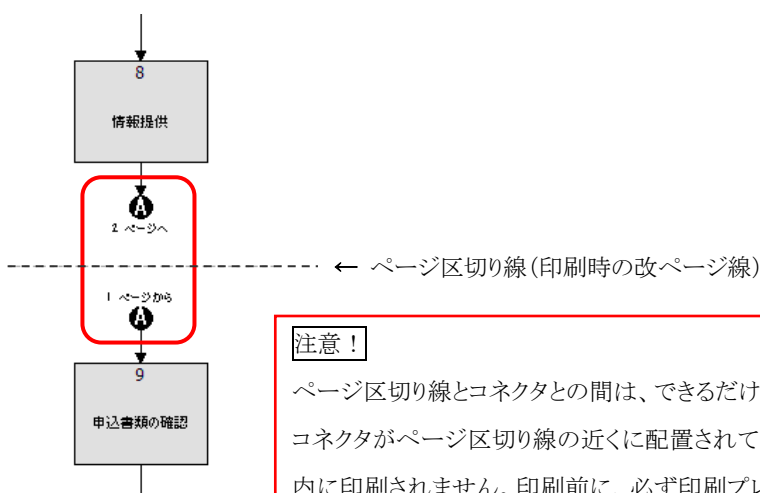 8
情報提供
A
2 ページへ
← ページ区切り線(印刷時の改ページ線)
1 ページから
A
9
申込書類の確認
注意！
ページ区切り線とコネクタとの間は、できるだけ
コネクタがページ区切り線の近くに配置されて
内に印刷されません。印刷前に、必ず印刷プレ